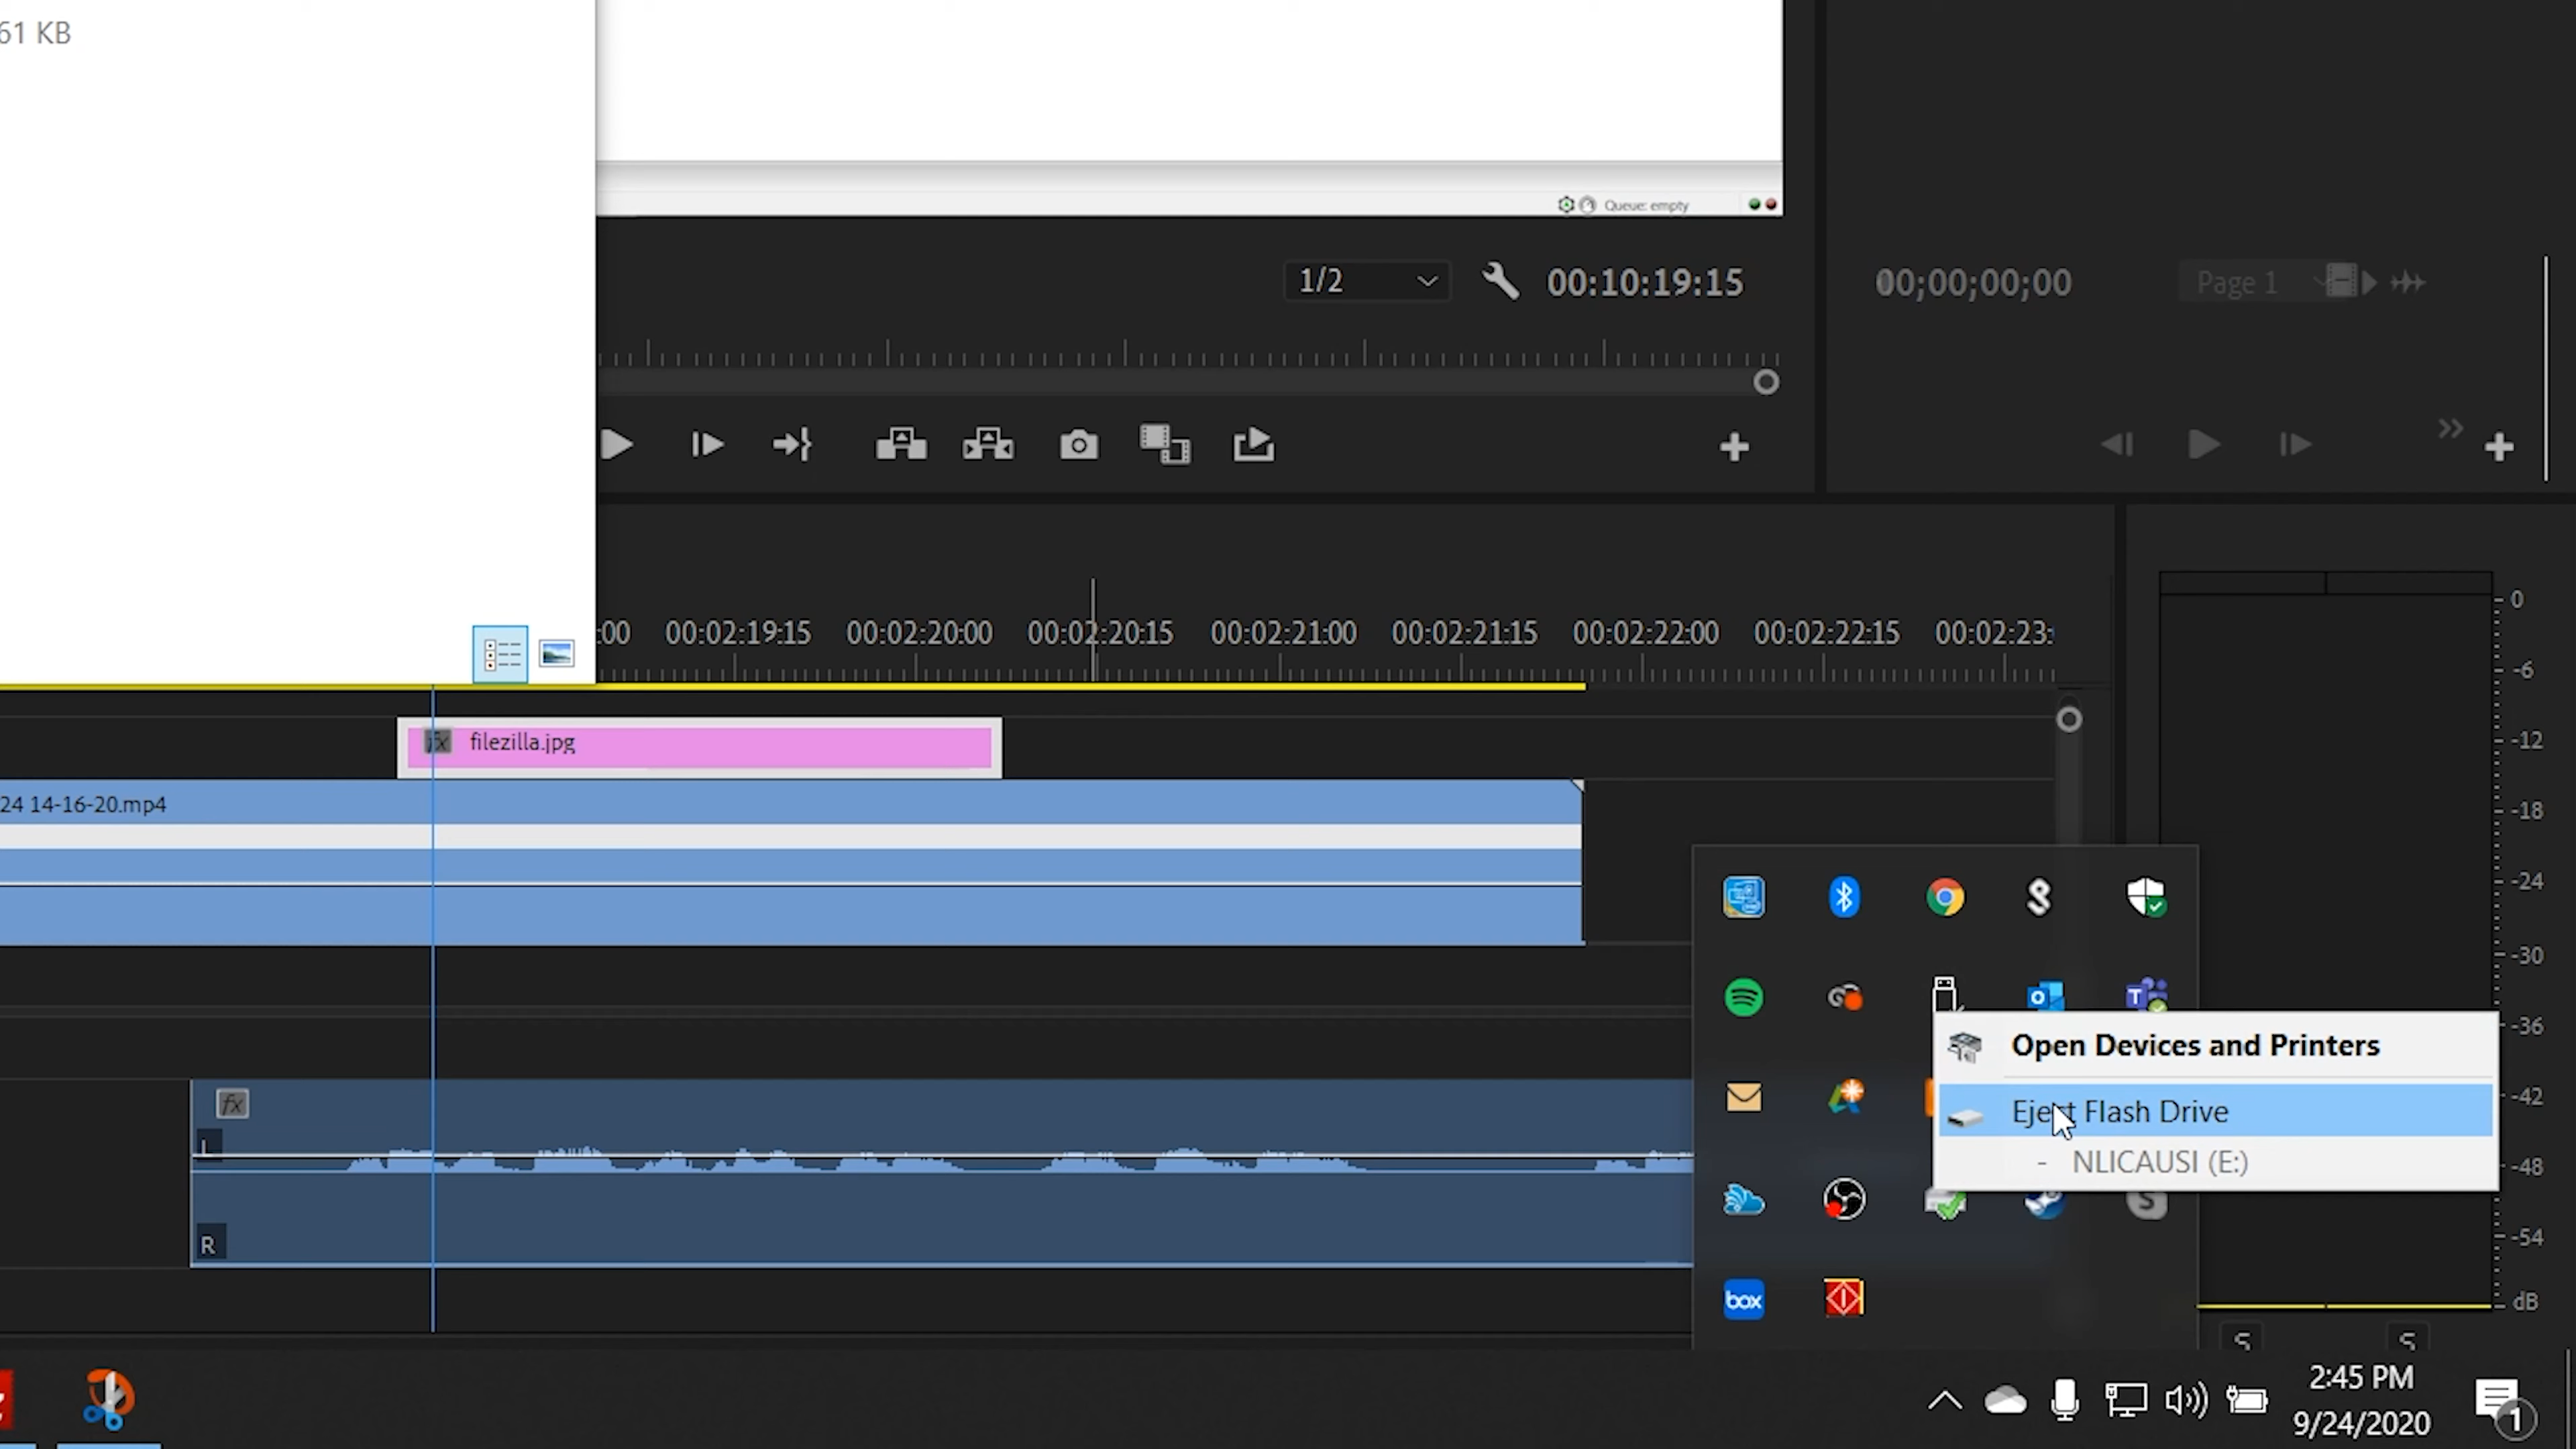 61 KB
Queue: empty
1/2
00:10:19:15
00;00;00;00
Page 1
:00
00:02:19:15
00:02:20:00
00:02:20:15
00:02:21:00
00:02:21:15
00:02:22:00
00:02:22:15
00:02:23:
0
-6
-12
-18
-24
-30
-36
-42
-48
-54
dB
fx filezilla.jpg
24 14-16-20.mp4
fx
L
R
Open Devices and Printers
Eject Flash Drive
- NLICAUSI (E:)
box
S S
2:45 PM
9/24/2020
1